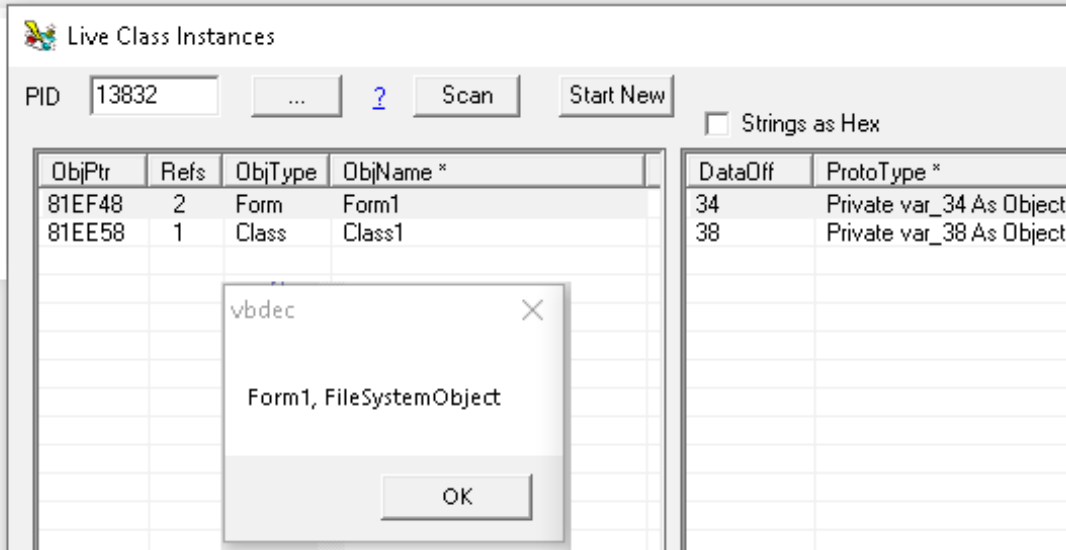 Live Class Instances
PID 13832 ... ? Scan Start New
Strings as Hex
ObjPtr Refs ObjType ObjName * DataOff ProtoType *
81EF48 2 Form Form1 34 Private var_34 As Object
81EE58 1 Class Class1 38 Private var_38 As Object
vbdec
Form1, FileSystemObject
OK